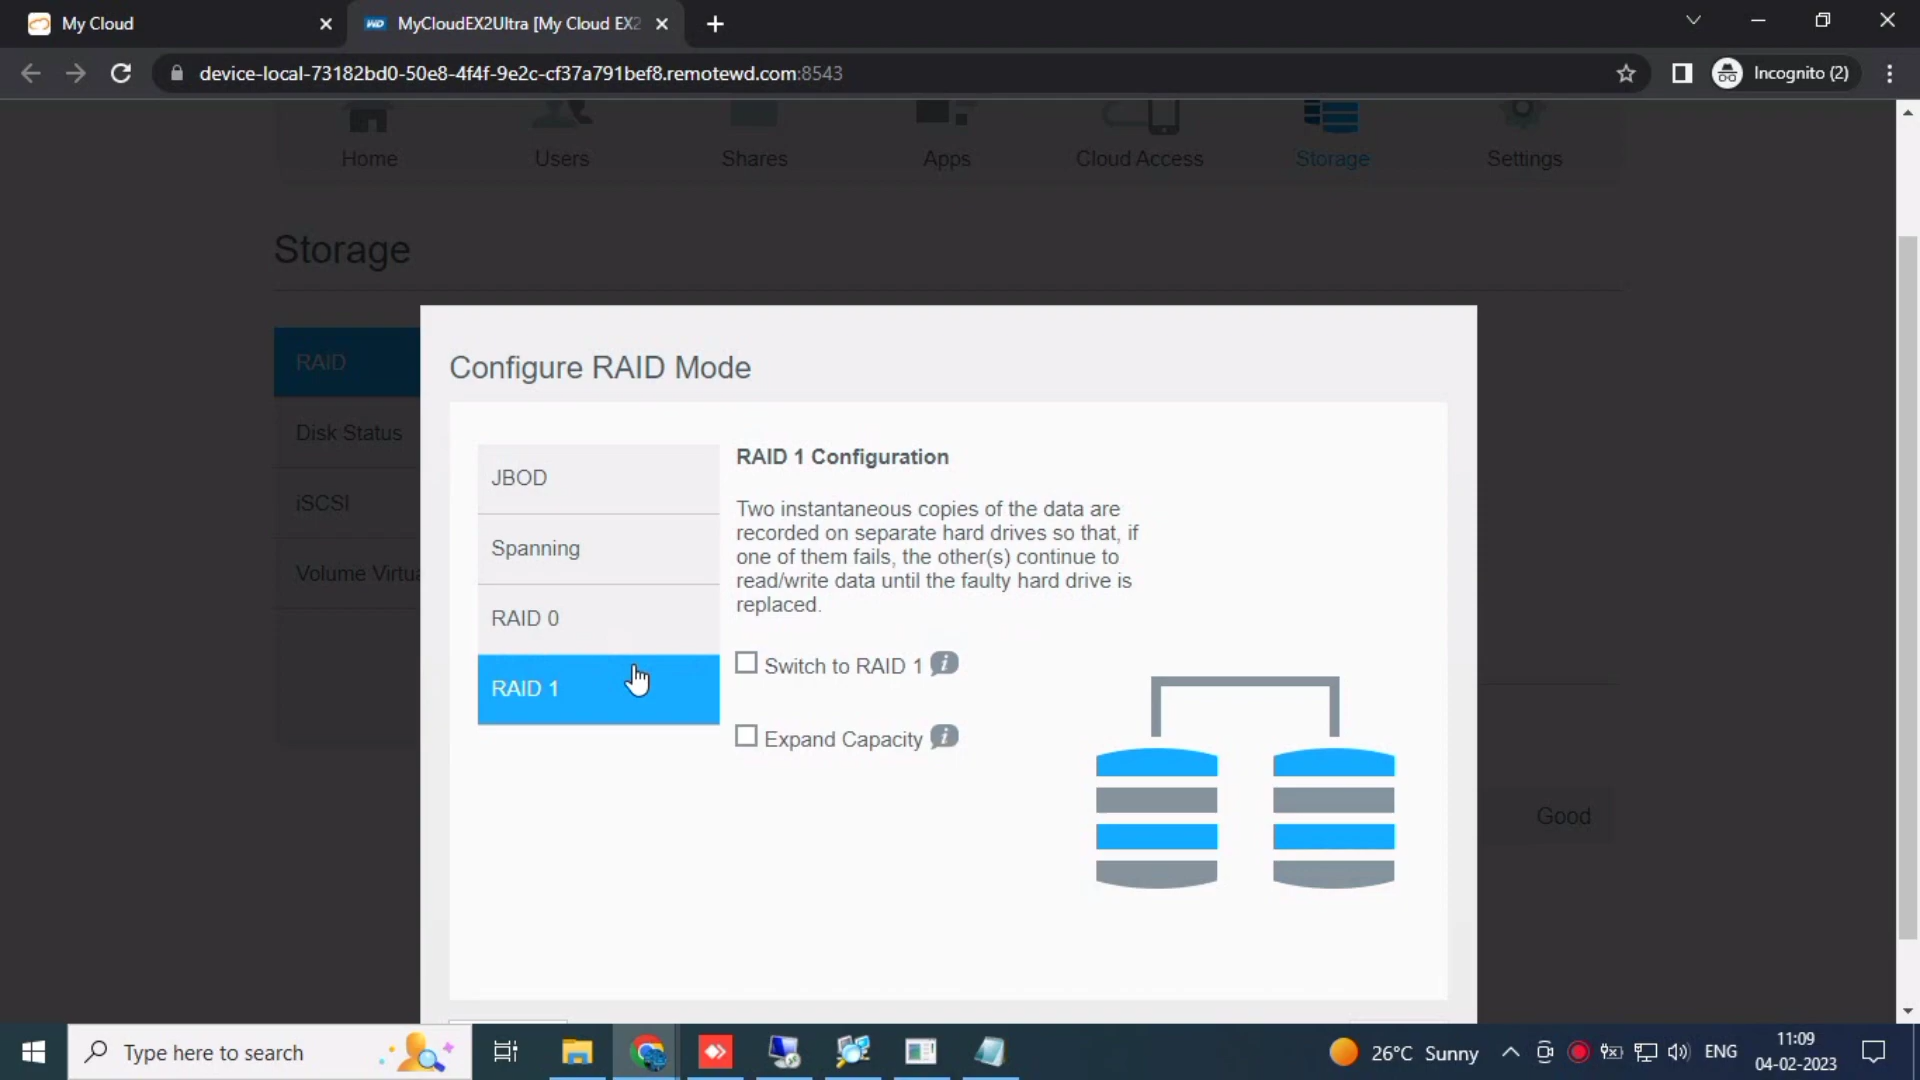 My Cloud
WD MyCloudEX2Ultra [My Cloud EX2
device-local-73182bd0-50e8-4f4f-9e2c-cf37a791bef8.remotewd.com:8543
Incognito (2)
Home
Users
Shares
Apps
Cloud Access
Storage
Settings
Storage
RAID
Disk Status
iSCSI
Volume Virtua
Configure RAID Mode
JBOD
Spanning
RAID 0
RAID 1
RAID 1 Configuration
Two instantaneous copies of the data are
recorded on separate hard drives so that, if
one of them fails, the other(s) continue to
read/write data until the faulty hard drive is
replaced.
Switch to RAID 1
Expand Capacity
Good
Type here to search
26°C Sunny
ENG
11:09
04-02-2023